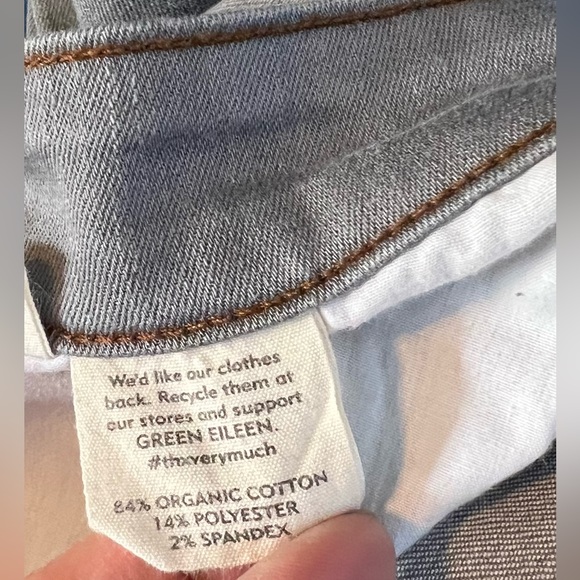 We'd like our clothes
back. Recycle them at
our stores and support
GREEN EILEEN.
#thxverymuch
84% ORGANIC COTTON
14% POLYESTER
2% SPANDEX